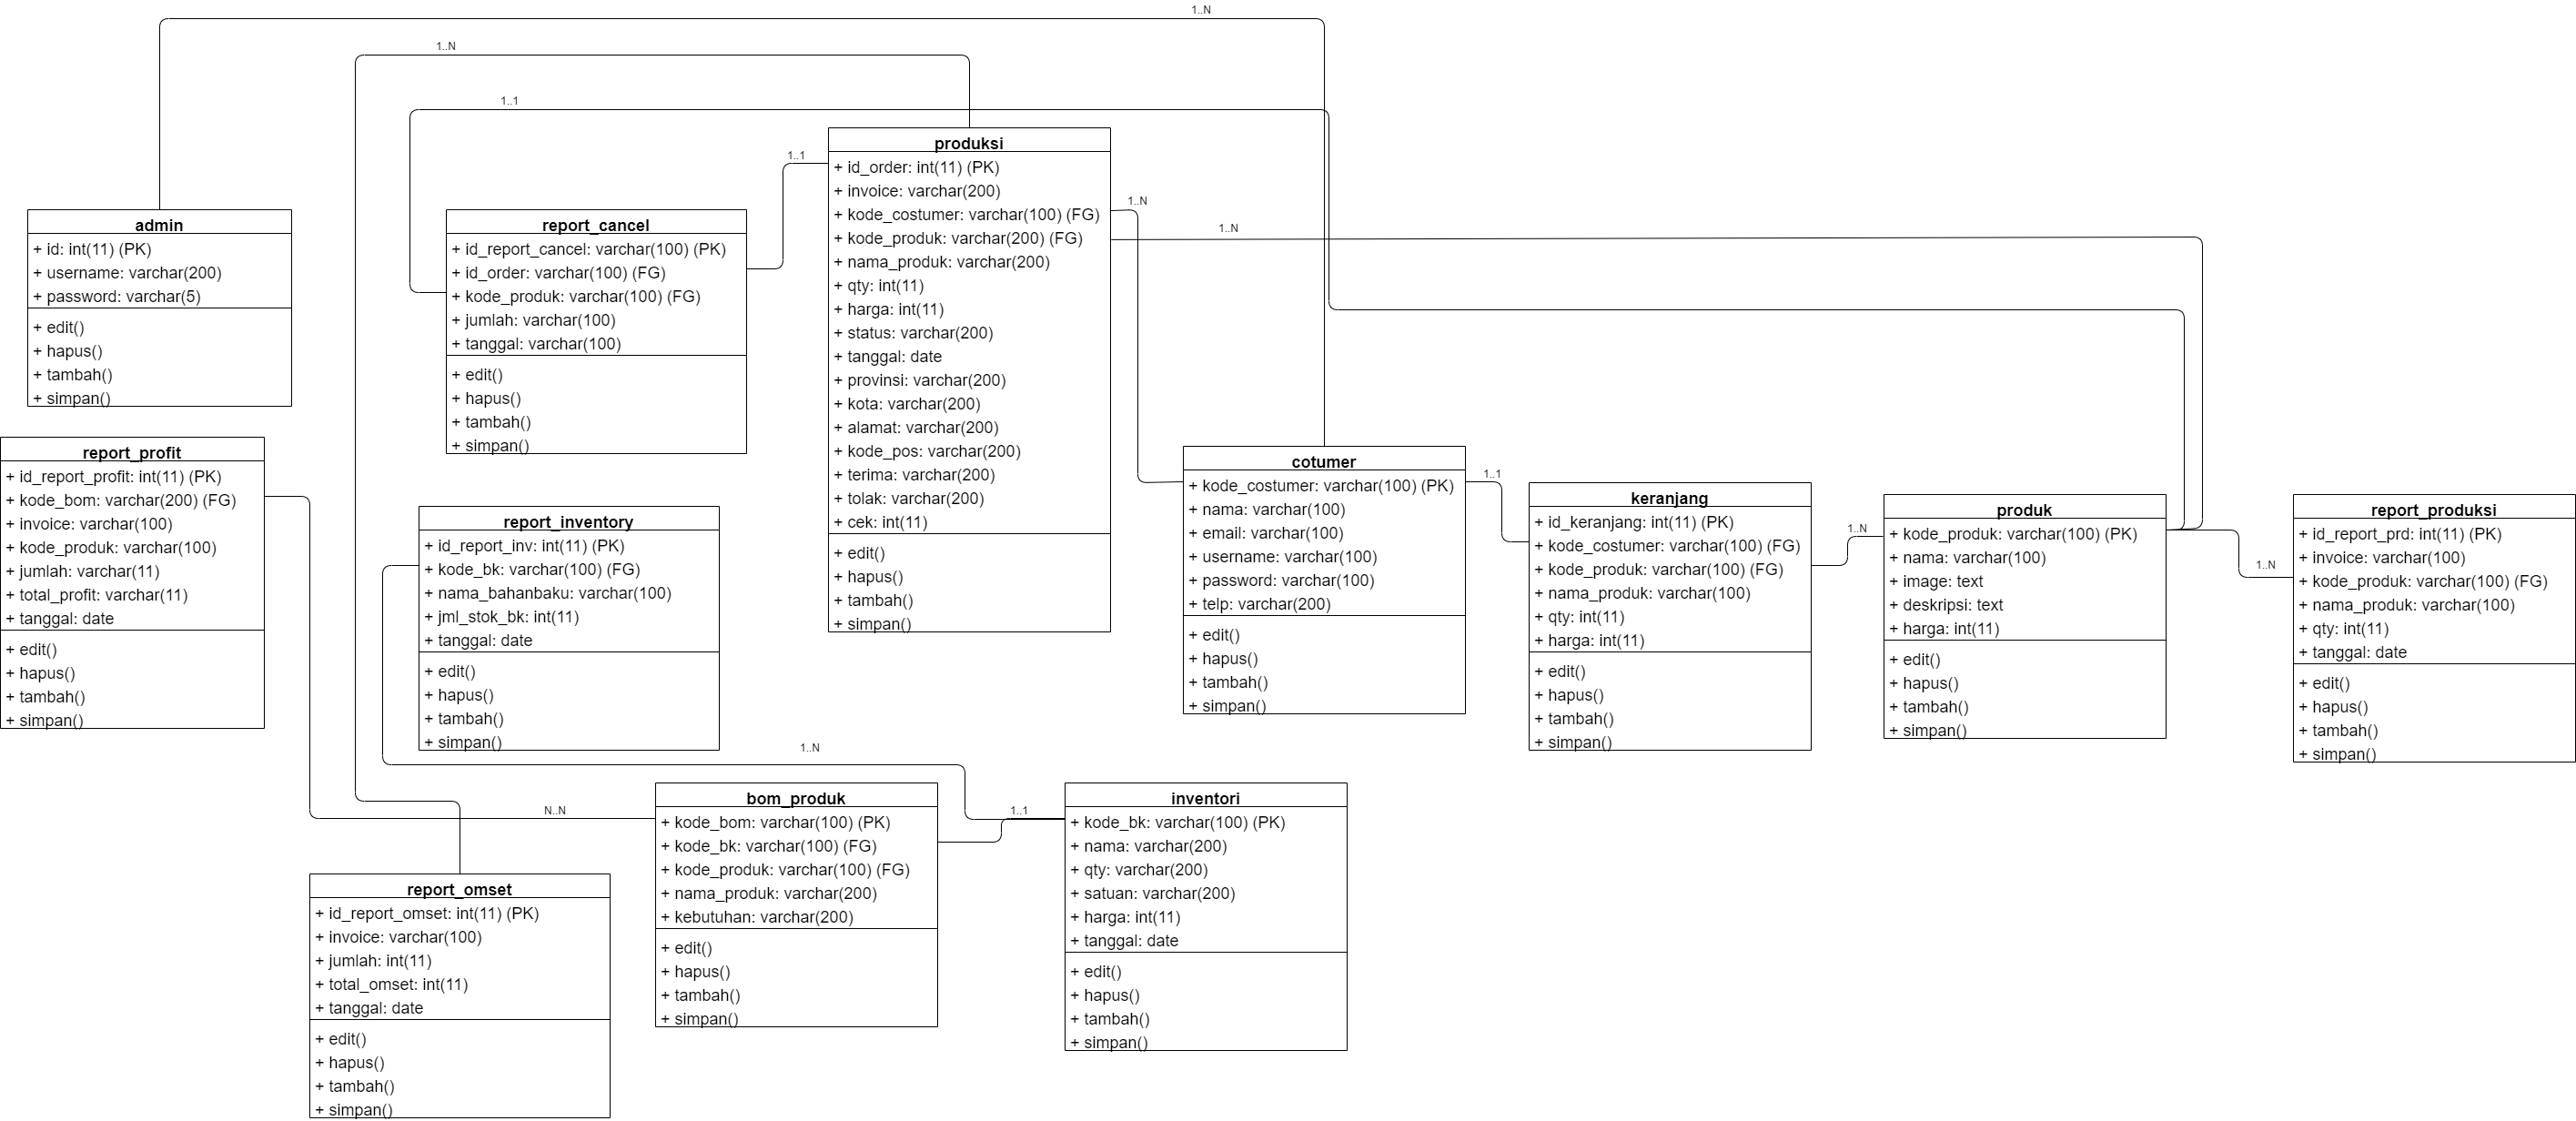 1..N
1..N
1..1
admin
+ id: int(11) (PK)
+ username: varchar(200)
+ password: varchar(5)
+ edit()
+ hapus()
+ tambah()
+ simpan()
report_cancel
+ id_report_cancel: varchar(100) (PK)
+ id_order: varchar(100) (FG)
+ kode_produk: varchar(100) (FG)
+ jumlah: varchar(100)
+ tanggal: varchar(100)
+ edit()
+ hapus()
+ tambah()
+ simpan()
1..1
produksi
+ id_order: int(11) (PK)
+ invoice: varchar(200)
+ kode_costumer: varchar(100) (FG)
+ kode_produk: varchar(200) (FG)
+ nama_produk: varchar(200)
+ qty: int(11)
+ harga: int(11)
+ status: varchar(200)
+ tanggal: date
+ provinsi: varchar(200)
+ kota: varchar(200)
+ alamat: varchar(200)
+ kode_pos: varchar(200)
+ terima: varchar(200)
+ tolak: varchar(200)
+ cek: int(11)
+ edit()
+ hapus()
+ tambah()
+ simpan()
1..N
1..N
report_profit
+ id_report_profit: int(11) (PK)
+ kode_bom: varchar(200) (FG)
+ invoice: varchar(100)
+ kode_produk: varchar(100)
+ jumlah: varchar(11)
+ total_profit: varchar(11)
+ tanggal: date
+ edit()
+ hapus()
+ tambah()
+ simpan()
report_inventory
+ id_report_inv: int(11) (PK)
+ kode_bk: varchar(100) (FG)
+ nama_bahanbaku: varchar(100)
+ jml_stok_bk: int(11)
+ tanggal: date
+ edit()
+ hapus()
+ tambah()
+ simpan()
cotumer
+ kode_costumer: varchar(100) (PK)
+ nama: varchar(100)
+ email: varchar(100)
+ username: varchar(100)
+ password: varchar(100)
+ telp: varchar(200)
+ edit()
+ hapus()
+ tambah()
+ simpan()
1..1
keranjang
+ id_keranjang: int(11) (PK)
+ kode_costumer: varchar(100) (FG)
+ kode_produk: varchar(100) (FG)
+ nama_produk: varchar(100)
+ qty: int(11)
+ harga: int(11)
+ edit()
+ hapus()
+ tambah()
+ simpan()
1..N
produk
+ kode_produk: varchar(100) (PK)
+ nama: varchar(100)
+ image: text
+ deskripsi: text
+ harga: int(11)
+ edit()
+ hapus()
+ tambah()
+ simpan()
1..N
report_produksi
+ id_report_prd: int(11) (PK)
+ invoice: varchar(100)
+ kode_produk: varchar(100) (FG)
+ nama_produk: varchar(100)
+ qty: int(11)
+ tanggal: date
+ edit()
+ hapus()
+ tambah()
+ simpan()
1..N
N..N
bom_produk
+ kode_bom: varchar(100) (PK)
+ kode_bk: varchar(100) (FG)
+ kode_produk: varchar(100) (FG)
+ nama_produk: varchar(200)
+ kebutuhan: varchar(200)
+ edit()
+ hapus()
+ tambah()
+ simpan()
1..1
inventori
+ kode_bk: varchar(100) (PK)
+ nama: varchar(200)
+ qty: varchar(200)
+ satuan: varchar(200)
+ harga: int(11)
+ tanggal: date
+ edit()
+ hapus()
+ tambah()
+ simpan()
report_omset
+ id_report_omset: int(11) (PK)
+ invoice: varchar(100)
+ jumlah: int(11)
+ total_omset: int(11)
+ tanggal: date
+ edit()
+ hapus()
+ tambah()
+ simpan()